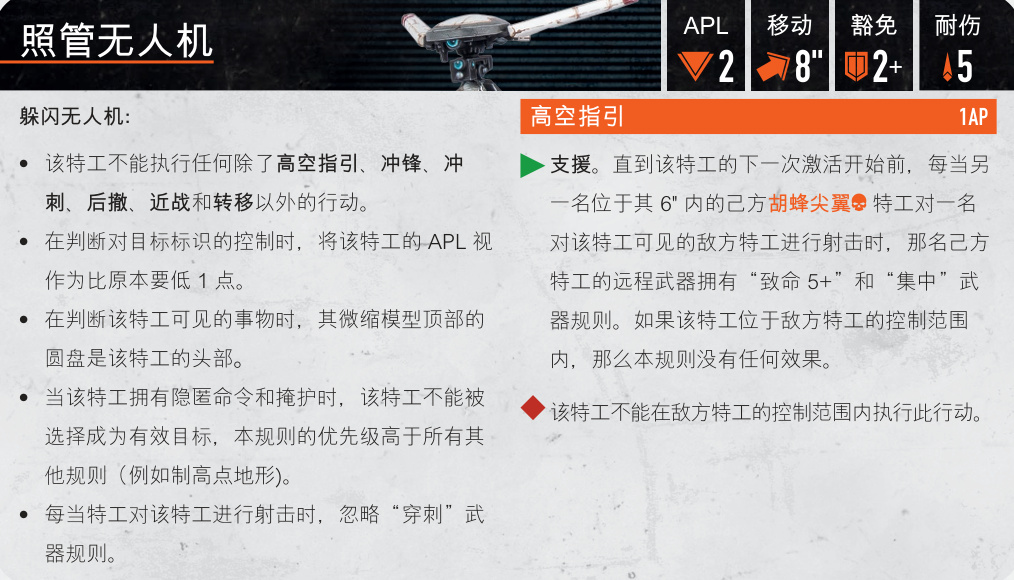 照管无人机
APL
2
移动
8"
豁免
2+
耐伤
5
躲闪无人机:
• 该特工不能执行任何除了高空指引、冲锋、冲
刺、后撤、近战和转移以外的行动。
• 在判断对目标标识的控制时，将该特工的 APL 视
作为比原本要低 1 点。
• 在判断该特工可见的事物时，其微缩模型顶部的
圆盘是该特工的头部。
• 当该特工拥有隐匿命令和掩护时，该特工不能被
选择成为有效目标，本规则的优先级高于所有其
他规则（例如制高点地形)。
• 每当特工对该特工进行射击时，忽略“穿刺”武
器规则。
高空指引 1AP
支援。直到该特工的下一次激活开始前，每当另
一名位于其 6" 内的己方胡蜂尖翼 特工对一名
对该特工可见的敌方特工进行射击时，那名己方
特工的远程武器拥有“致命 5+”和“集中”武
器规则。如果该特工位于敌方特工的控制范围
内，那么本规则没有任何效果。
该特工不能在敌方特工的控制范围内执行此行动。